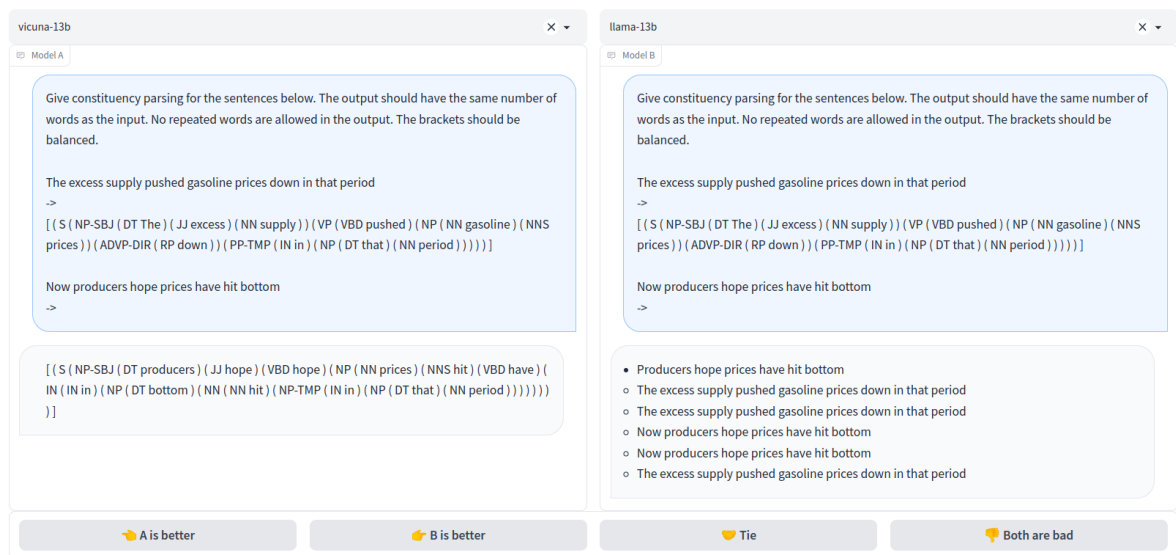 vicuna-13b
Model A
Give constituency parsing for the sentences below. The output should have the same number of
words as the input. No repeated words are allowed in the output. The brackets should be
balanced.
The excess supply pushed gasoline prices down in that period
->
[ ( S ( NP-SBJ ( DT The ) ( JJ excess ) ( NN supply ) ) ( VP ( VBD pushed ) ( NP ( NN gasoline ) ( NNS
prices ) ) ( ADVP-DIR ( RP down ) ) ( PP-TMP ( IN in ) ( NP ( DT that ) ( NN period ) ) ) ) ) ]
Now producers hope prices have hit bottom
->
[ ( S ( NP-SBJ ( DT producers ) ( JJ hope ) ( VBD hope ) ( NP ( NN prices ) ( NNS hit ) ( VBD have ) (
IN ( IN in ) ( NP ( DT bottom ) ( NN ( NN hit ) ( NP-TMP ( IN in ) ( NP ( DT that ) ( NN period ) ) ) ) ) ) )
) ]
llama-13b
Model B
Give constituency parsing for the sentences below. The output should have the same number of
words as the input. No repeated words are allowed in the output. The brackets should be
balanced.
The excess supply pushed gasoline prices down in that period
->
[ ( S ( NP-SBJ ( DT The ) ( JJ excess ) ( NN supply ) ) ( VP ( VBD pushed ) ( NP ( NN gasoline ) ( NNS
prices ) ) ( ADVP-DIR ( RP down ) ) ( PP-TMP ( IN in ) ( NP ( DT that ) ( NN period ) ) ) ) ) ]
Now producers hope prices have hit bottom
->
Producers hope prices have hit bottom
The excess supply pushed gasoline prices down in that period
The excess supply pushed gasoline prices down in that period
Now producers hope prices have hit bottom
Now producers hope prices have hit bottom
The excess supply pushed gasoline prices down in that period
👈 A is better
👉 B is better
🤝 Tie
👎 Both are bad